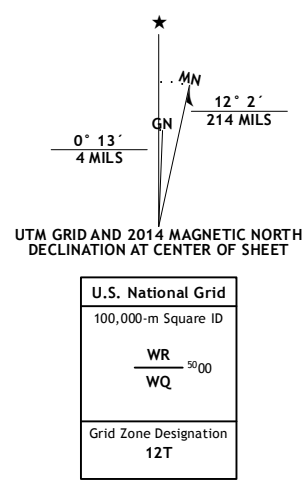 ★
MN
GN
12° 2´
214 MILS
0° 13´
4 MILS
UTM GRID AND 2014 MAGNETIC NORTH
DECLINATION AT CENTER OF SHEET
U.S. National Grid
100,000-m Square ID
WR
⁵⁰00
WQ
Grid Zone Designation
12T